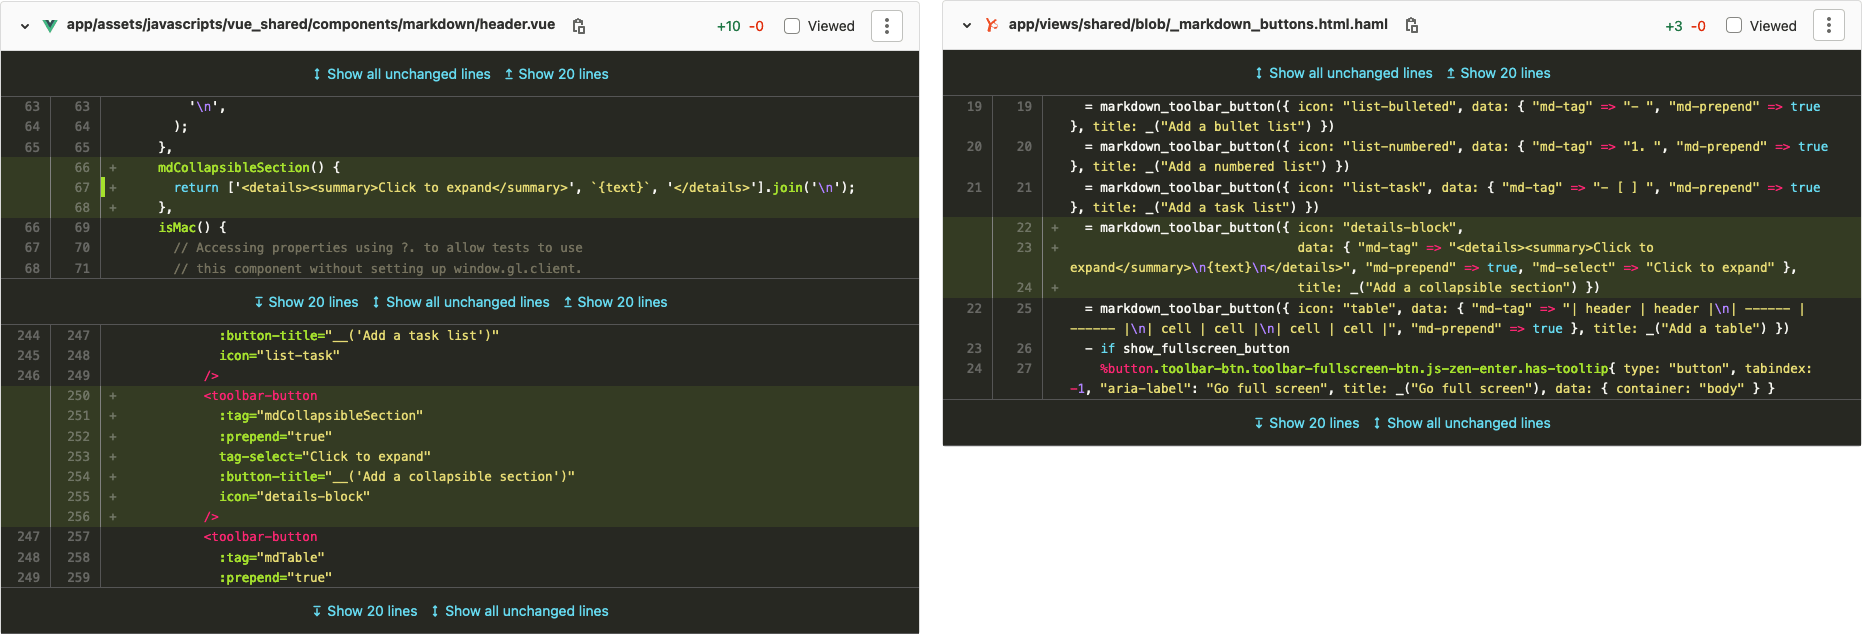 app/assets/javascripts/vue_shared/components/markdown/header.vue +10 -0 Viewed
Show all unchanged lines Show 20 lines
63 63 '\n',
64 64 );
65 65 },
66 + mdCollapsibleSection() {
67 + return ['<details><summary>Click to expand</summary>', `{text}`, '</details>'].join('\n');
68 + },
66 69 isMac() {
67 70 // Accessing properties using ?. to allow tests to use
68 71 // this component without setting up window.gl.client.
Show 20 lines Show all unchanged lines Show 20 lines
244 247 :button-title="__('Add a task list')"
245 248 icon="list-task"
246 249 />
250 + <toolbar-button
251 + :tag="mdCollapsibleSection"
252 + :prepend="true"
253 + tag-select="Click to expand"
254 + :button-title="__('Add a collapsible section')"
255 + icon="details-block"
256 + />
247 257 <toolbar-button
248 258 :tag="mdTable"
249 259 :prepend="true"
Show 20 lines Show all unchanged lines
app/views/shared/blob/_markdown_buttons.html.haml +3 -0 Viewed
Show all unchanged lines Show 20 lines
19 19 = markdown_toolbar_button({ icon: "list-bulleted", data: { "md-tag" => "- ", "md-prepend" => true
}, title: _("Add a bullet list") })
20 20 = markdown_toolbar_button({ icon: "list-numbered", data: { "md-tag" => "1. ", "md-prepend" => true
}, title: _("Add a numbered list") })
21 21 = markdown_toolbar_button({ icon: "list-task", data: { "md-tag" => "- [ ] ", "md-prepend" => true
}, title: _("Add a task list") })
22 + = markdown_toolbar_button({ icon: "details-block",
23 + data: { "md-tag" => "<details><summary>Click to
expand</summary>\n{text}\n</details>", "md-prepend" => true, "md-select" => "Click to expand" },
24 + title: _("Add a collapsible section") })
22 25 = markdown_toolbar_button({ icon: "table", data: { "md-tag" => "| header | header |\n| ------ |
------ |\n| cell | cell |\n| cell | cell |", "md-prepend" => true }, title: _("Add a table") })
23 26 - if show_fullscreen_button
24 27 %button.toolbar-btn.toolbar-fullscreen-btn.js-zen-enter.has-tooltip{ type: "button", tabindex:
-1, "aria-label": "Go full screen", title: _("Go full screen"), data: { container: "body" } }
Show 20 lines Show all unchanged lines